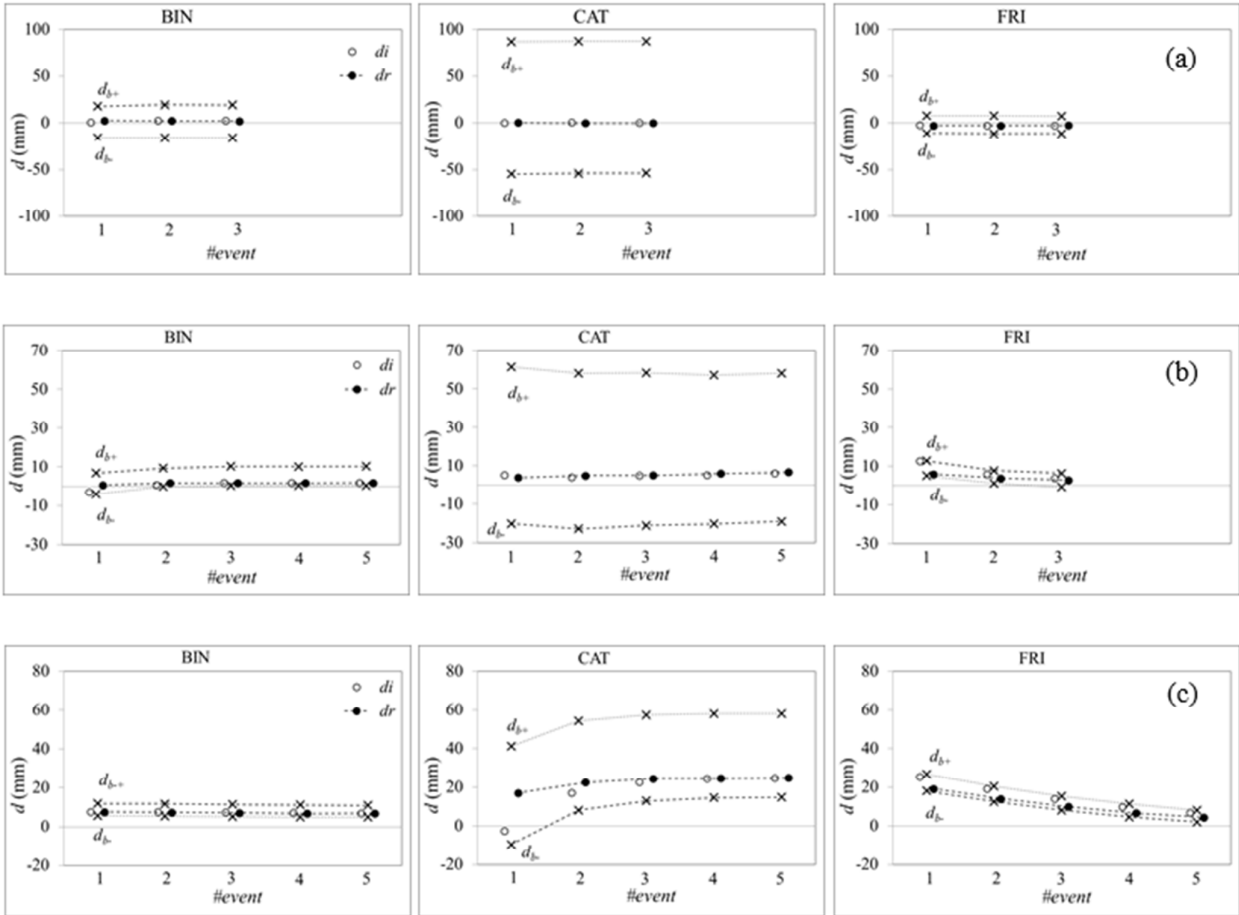 BIN
100
50
0
-50
-100
d (mm)
di
dr
db+
db-
1 2 3
#event
CAT
100
50
0
-50
-100
d (mm)
db+
db-
1 2 3
#event
FRI
(a)
100
50
0
-50
-100
d (mm)
db+
db-
1 2 3
#event
BIN
70
50
30
10
-10
-30
d (mm)
di
dr
db+
db-
1 2 3 4 5
#event
CAT
70
50
30
10
-10
-30
d (mm)
db+
db-
1 2 3 4 5
#event
FRI
(b)
70
50
30
10
-10
-30
d (mm)
db+
db-
1 2 3
#event
BIN
80
60
40
20
0
-20
d (mm)
di
dr
db-+
db-
1 2 3 4 5
#event
CAT
80
60
40
20
0
-20
d (mm)
db+
db-
1 2 3 4 5
#event
FRI
(c)
80
60
40
20
0
-20
d (mm)
db+
db-
1 2 3 4 5
#event